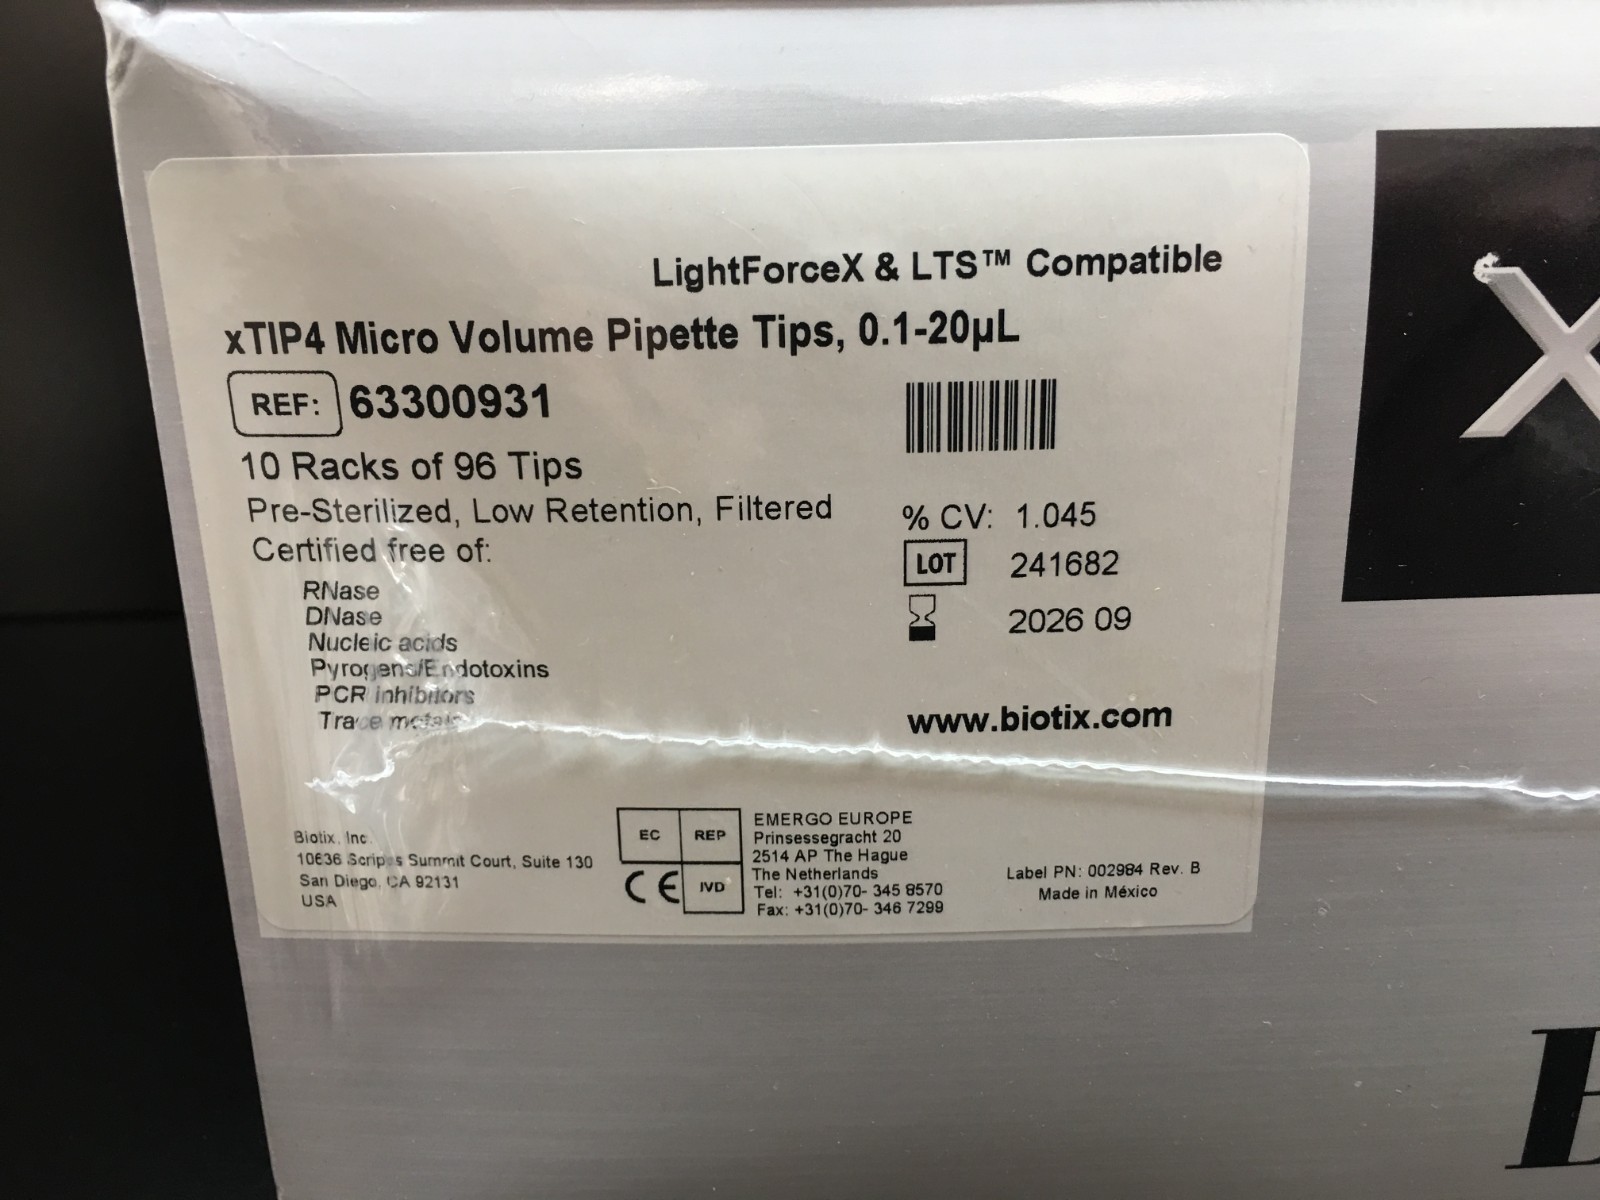 LightForceX & LTS™ Compatible
xTIP4 Micro Volume Pipette Tips, 0.1-20µL
REF: 63300931
10 Racks of 96 Tips
Pre-Sterilized, Low Retention, Filtered
Certified free of:
RNase
DNase
Nucleic acids
Pyrogens/Endotoxins
PCR inhibitors
Trace metals
% CV: 1.045
LOT 241682
2026 09
www.biotix.com
Biotix, Inc.
10636 Scripps Summit Court, Suite 130
San Diego, CA 92131
USA
EC REP
CE IVD
EMERGO EUROPE
Prinsessegracht 20
2514 AP The Hague
The Netherlands
Tel: +31(0)70- 345 8570
Fax: +31(0)70- 346 7299
Label PN: 002984 Rev. B
Made in México
X